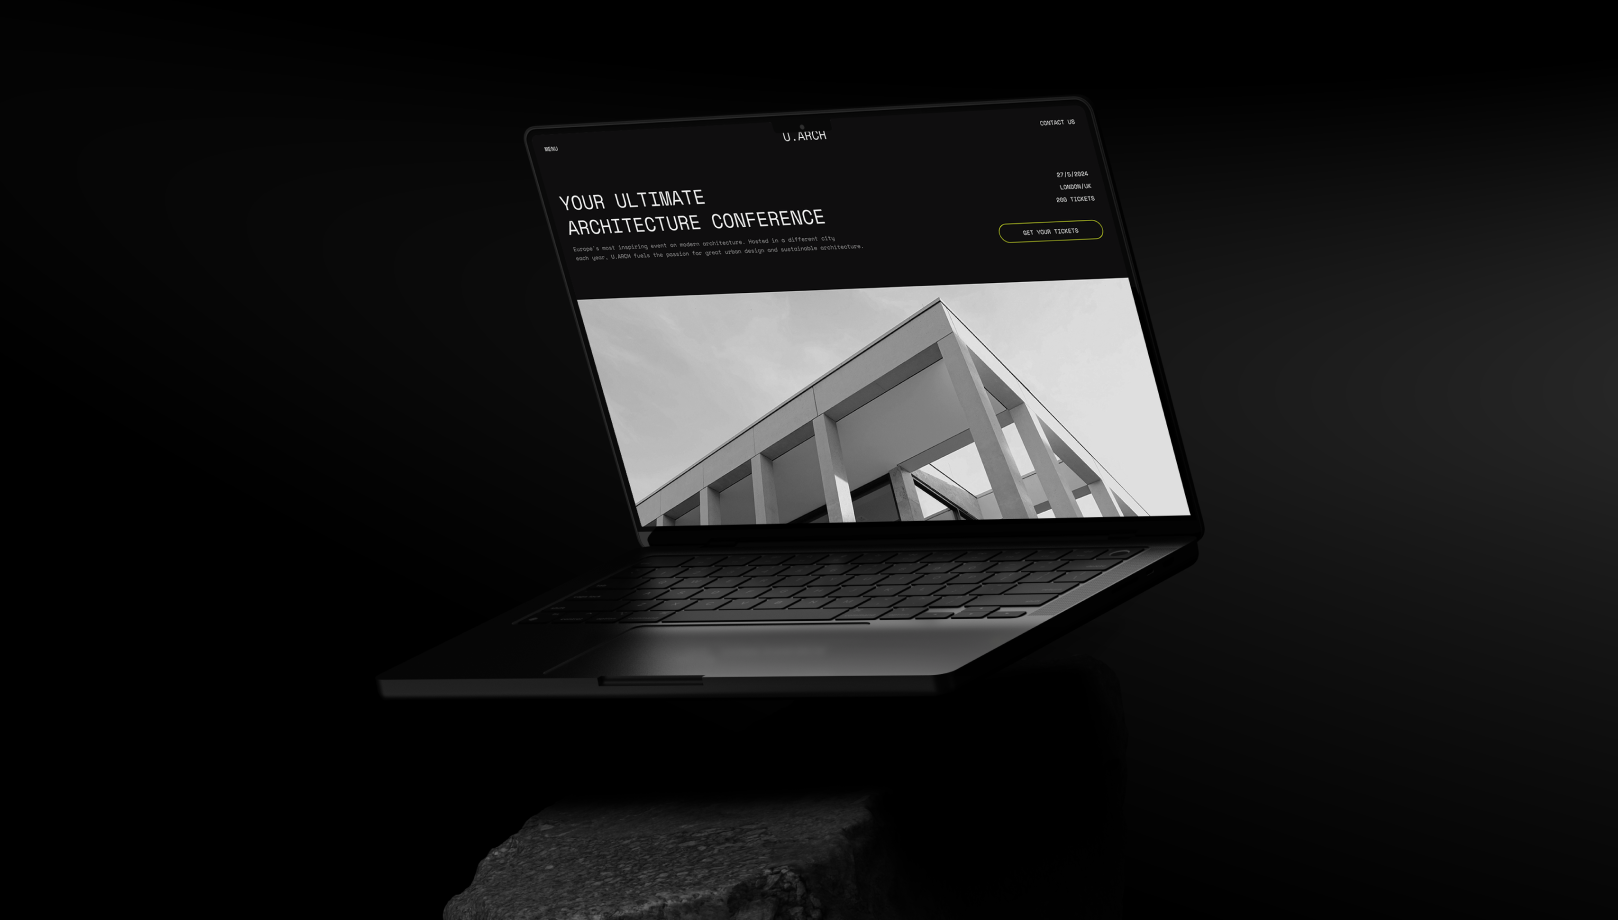 MENU
U.ARCH
CONTACT US
YOUR ULTIMATE
ARCHITECTURE CONFERENCE
Europe's most inspiring event on modern architecture. Hosted in a different city
each year, U.ARCH fuels the passion for great urban design and sustainable architecture.
27/5/2024
LONDON/UK
200 TICKETS
GET YOUR TICKETS